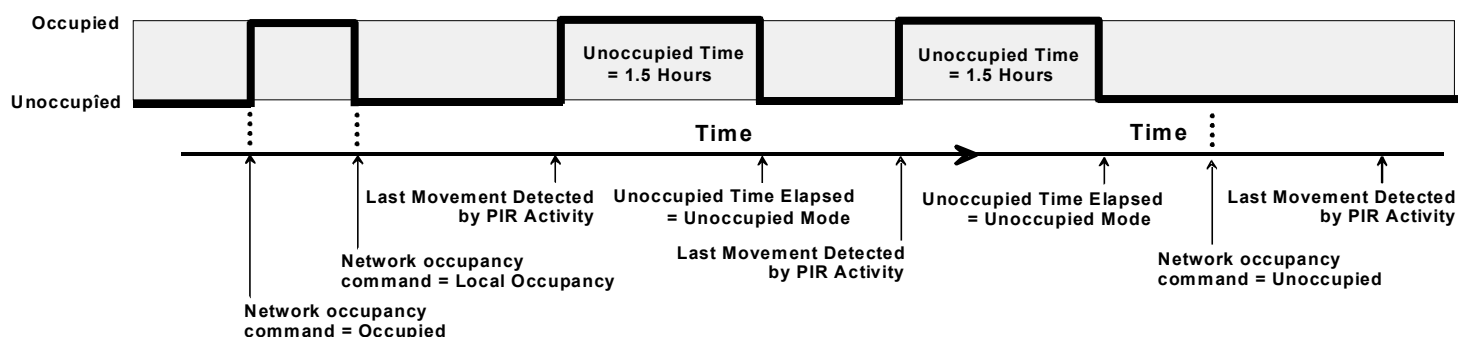 Occupied
Unoccupied Time
= 1.5 Hours
Unoccupied Time
= 1.5 Hours
Unoccupîed
Time
Time
Last Movement Detected
by PIR Activity
Unoccupied Time Elapsed
= Unoccupied Mode
Unoccupied Time Elapsed
= Unoccupied Mode
Last Movement Detected
by PIR Activity
Last Movement Detected
by PIR Activity
Network occupancy
command = Local Occupancy
Network occupancy
command = Unoccupied
Network occupancy
command = Occupied